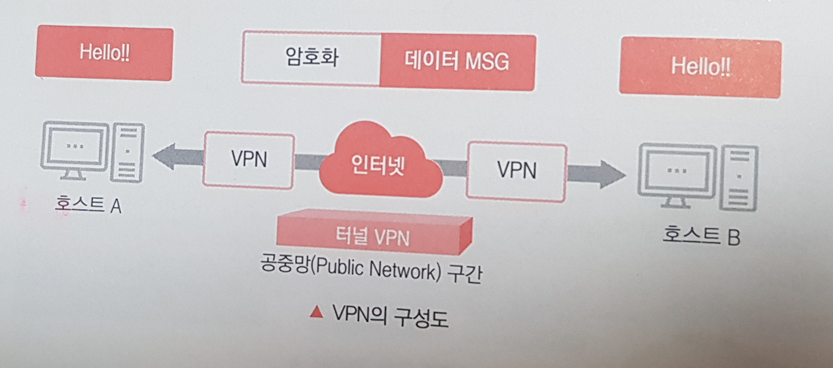 Hello!!
암호화 데이터 MSG
Hello!!
VPN
인터넷
VPN
호스트 A
터널 VPN
호스트 B
공중망(Public Network) 구간
▲ VPN의 구성도